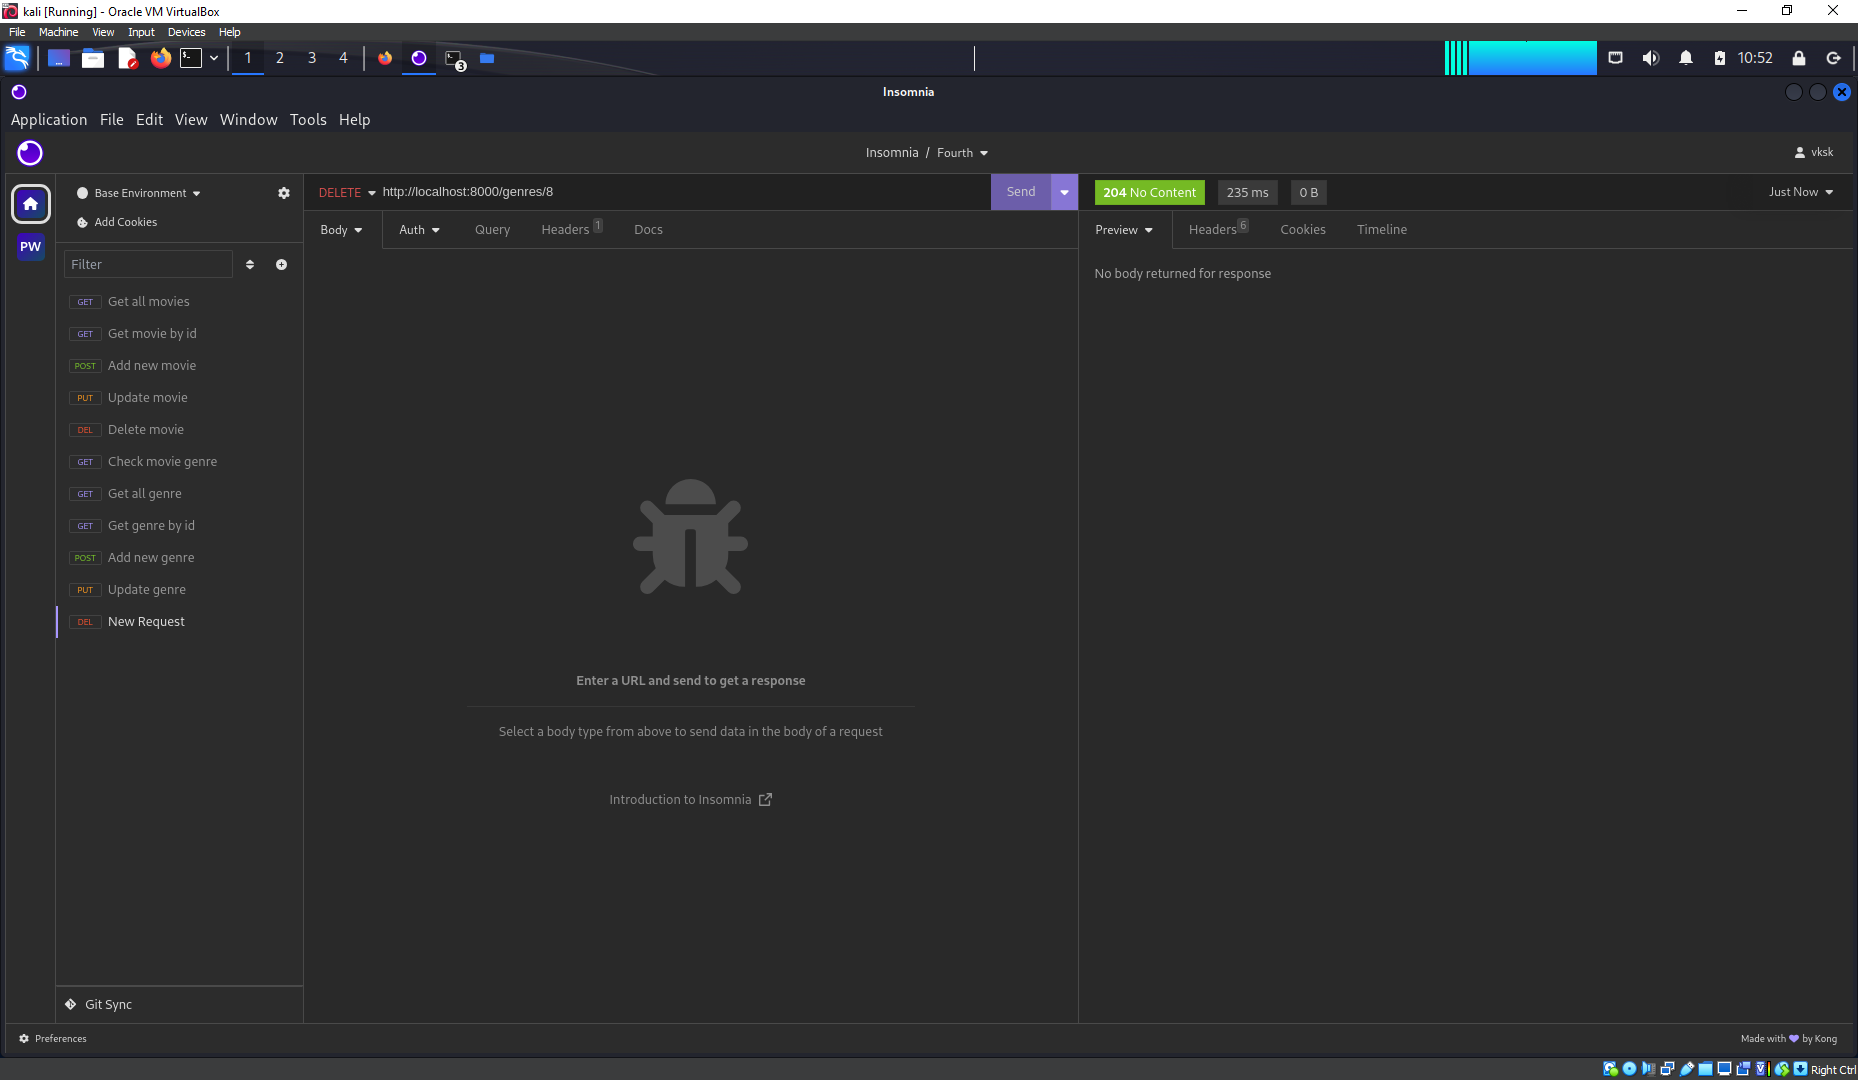 kali [Running] - Oracle VM VirtualBox
File Machine View Input Devices Help
1 2 3 4
3
10:52
Insomnia
Application File Edit View Window Tools Help
Insomnia / Fourth
vksk
PW
Base Environment
Add Cookies
Filter
GET Get all movies
GET Get movie by id
POST Add new movie
PUT Update movie
DEL Delete movie
GET Check movie genre
GET Get all genre
GET Get genre by id
POST Add new genre
PUT Update genre
DEL New Request
Git Sync
DELETE http://localhost:8000/genres/8 Send
Body Auth Query Headers 1 Docs
Enter a URL and send to get a response
Select a body type from above to send data in the body of a request
Introduction to Insomnia
204 No Content 235 ms 0 B Just Now
Preview Headers 6 Cookies Timeline
No body returned for response
Preferences
Made with by Kong
Right Ctrl